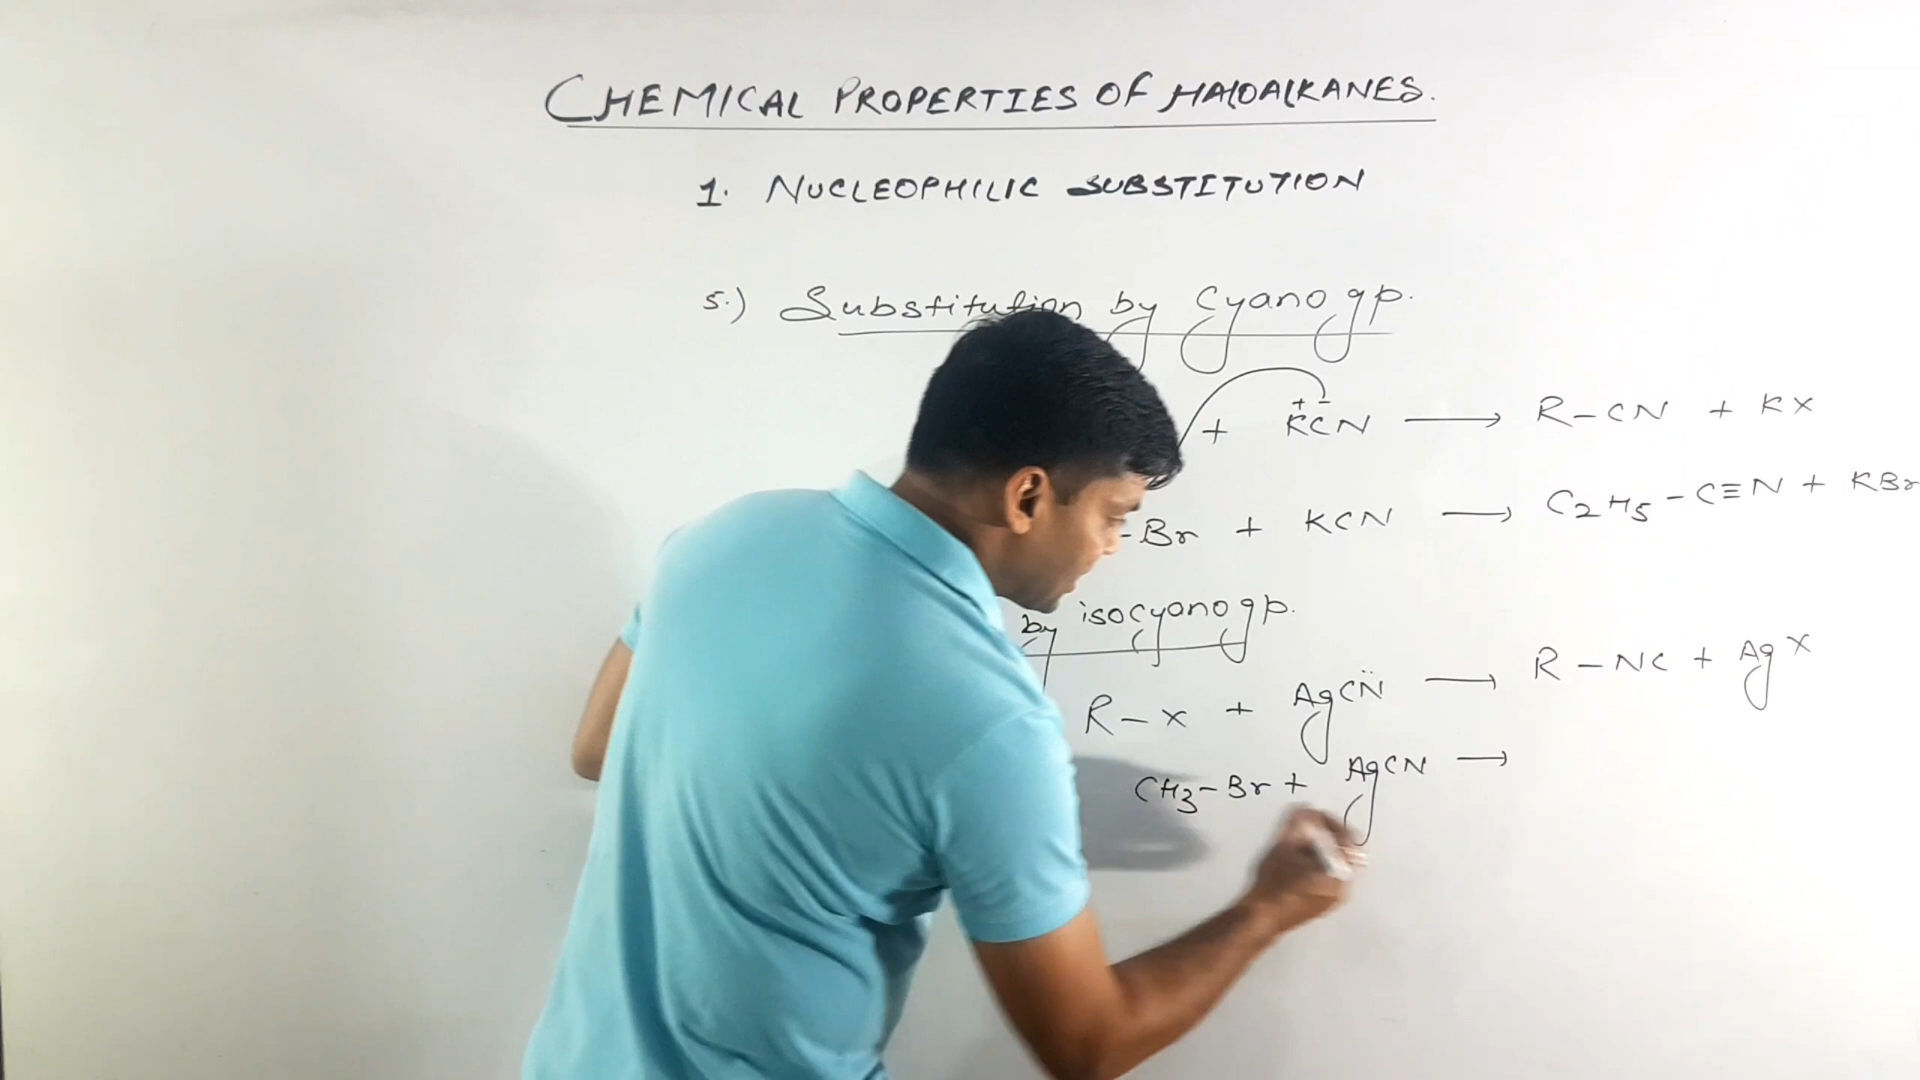 CHEMICAL PROPERTIES OF HALOALKANES.
1. NUCLEOPHILIC SUBSTITUTION
5.) Substitution by Cyano gp.
+ K⁺C⁻N ⟶ R-CN + KX
-Br + KCN ⟶ C₂H₅-C≡N + KBr
by isocyano gp.
R-X + AgCN̈ ⟶ R-NC + AgX
CH₃-Br + AgCN ⟶